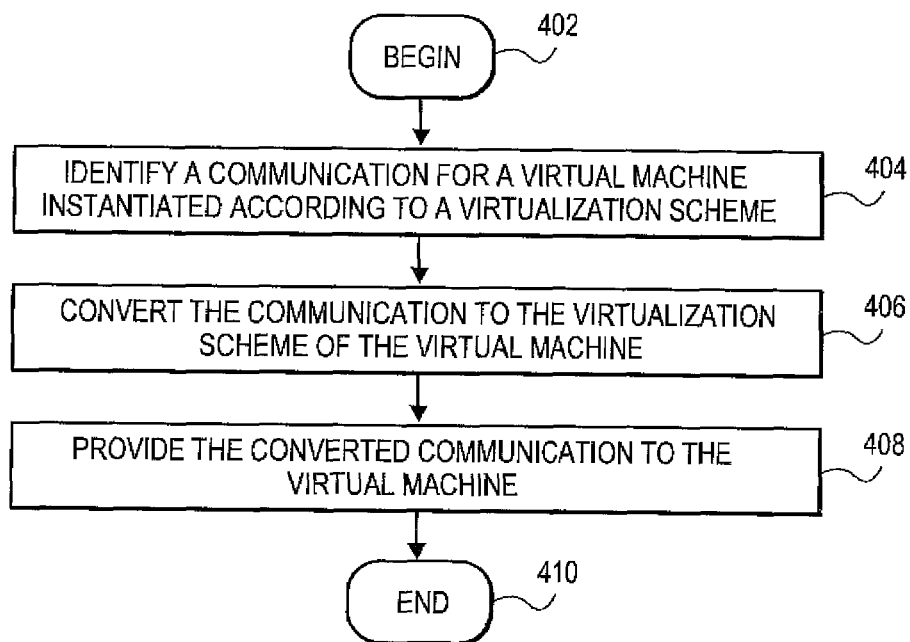 BEGIN
402
IDENTIFY A COMMUNICATION FOR A VIRTUAL MACHINE
INSTANTIATED ACCORDING TO A VIRTUALIZATION SCHEME
404
CONVERT THE COMMUNICATION TO THE VIRTUALIZATION
SCHEME OF THE VIRTUAL MACHINE
406
PROVIDE THE CONVERTED COMMUNICATION TO THE
VIRTUAL MACHINE
408
END
410